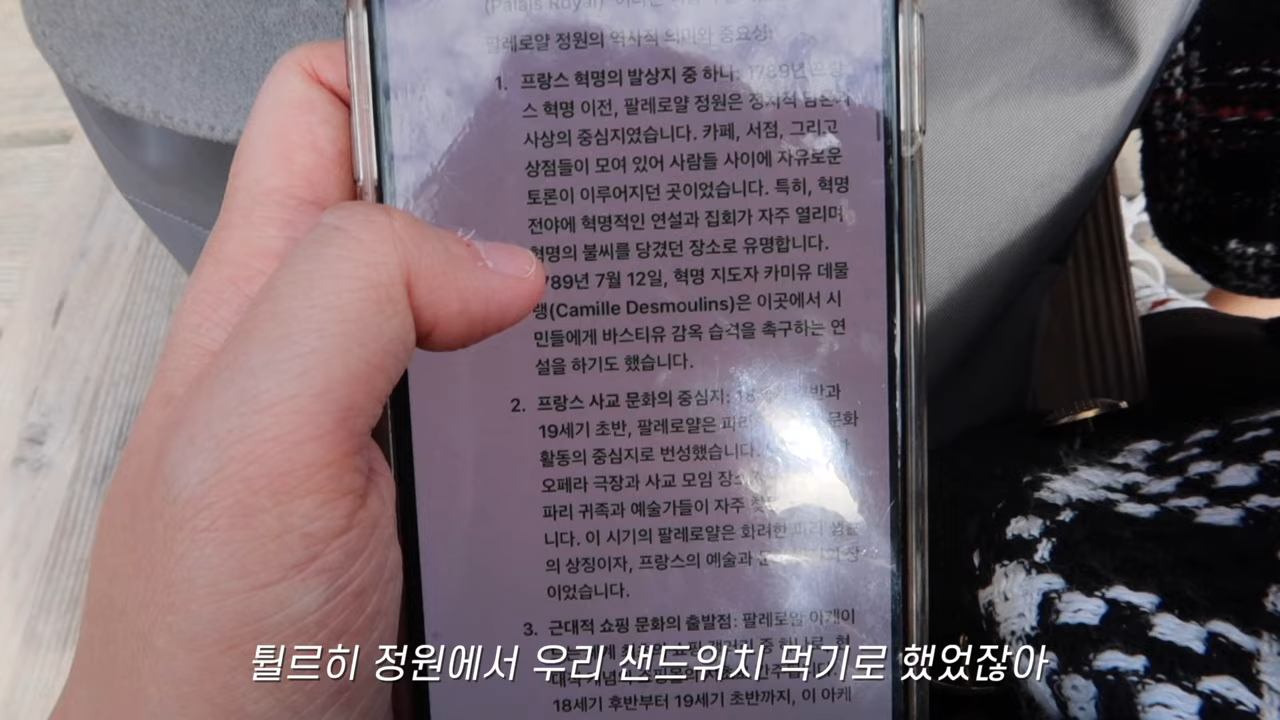 (Palais Royal)
팔레로얄 정원의 역사적 의미와 중요성:
1. 프랑스 혁명의 발상지 중 하나: 1789년 프랑
스 혁명 이전, 팔레로얄 정원은 정치적
사상의 중심지였습니다. 카페, 서점, 그리고
상점들이 모여 있어 사람들 사이에 자유로운
토론이 이루어지던 곳이었습니다. 특히, 혁명
전야에 혁명적인 연설과 집회가 자주 열리며
혁명의 불씨를 당겼던 장소로 유명합니다.
789년 7월 12일, 혁명 지도자 카미유 데물
랭(Camille Desmoulins)은 이곳에서 시
민들에게 바스티유 감옥 습격을 촉구하는 연
설을 하기도 했습니다.
2. 프랑스 사교 문화의 중심지:
19세기 초반, 팔레로얄은 문화
활동의 중심지로 번성했습니다.
오페라 극장과 사교 모임
파리 귀족과 예술가들이 자주
니다. 이 시기의 팔레로얄은 화려한 파리
의 상징이자, 프랑스의 예술과
이었습니다.
3. 근대적 쇼핑 문화의 출발점: 팔레로얄 아케이
18세기 후반부터 19세기 초반까지, 이 아케
튈르히 정원에서 우리 샌드위치 먹기로 했었잖아